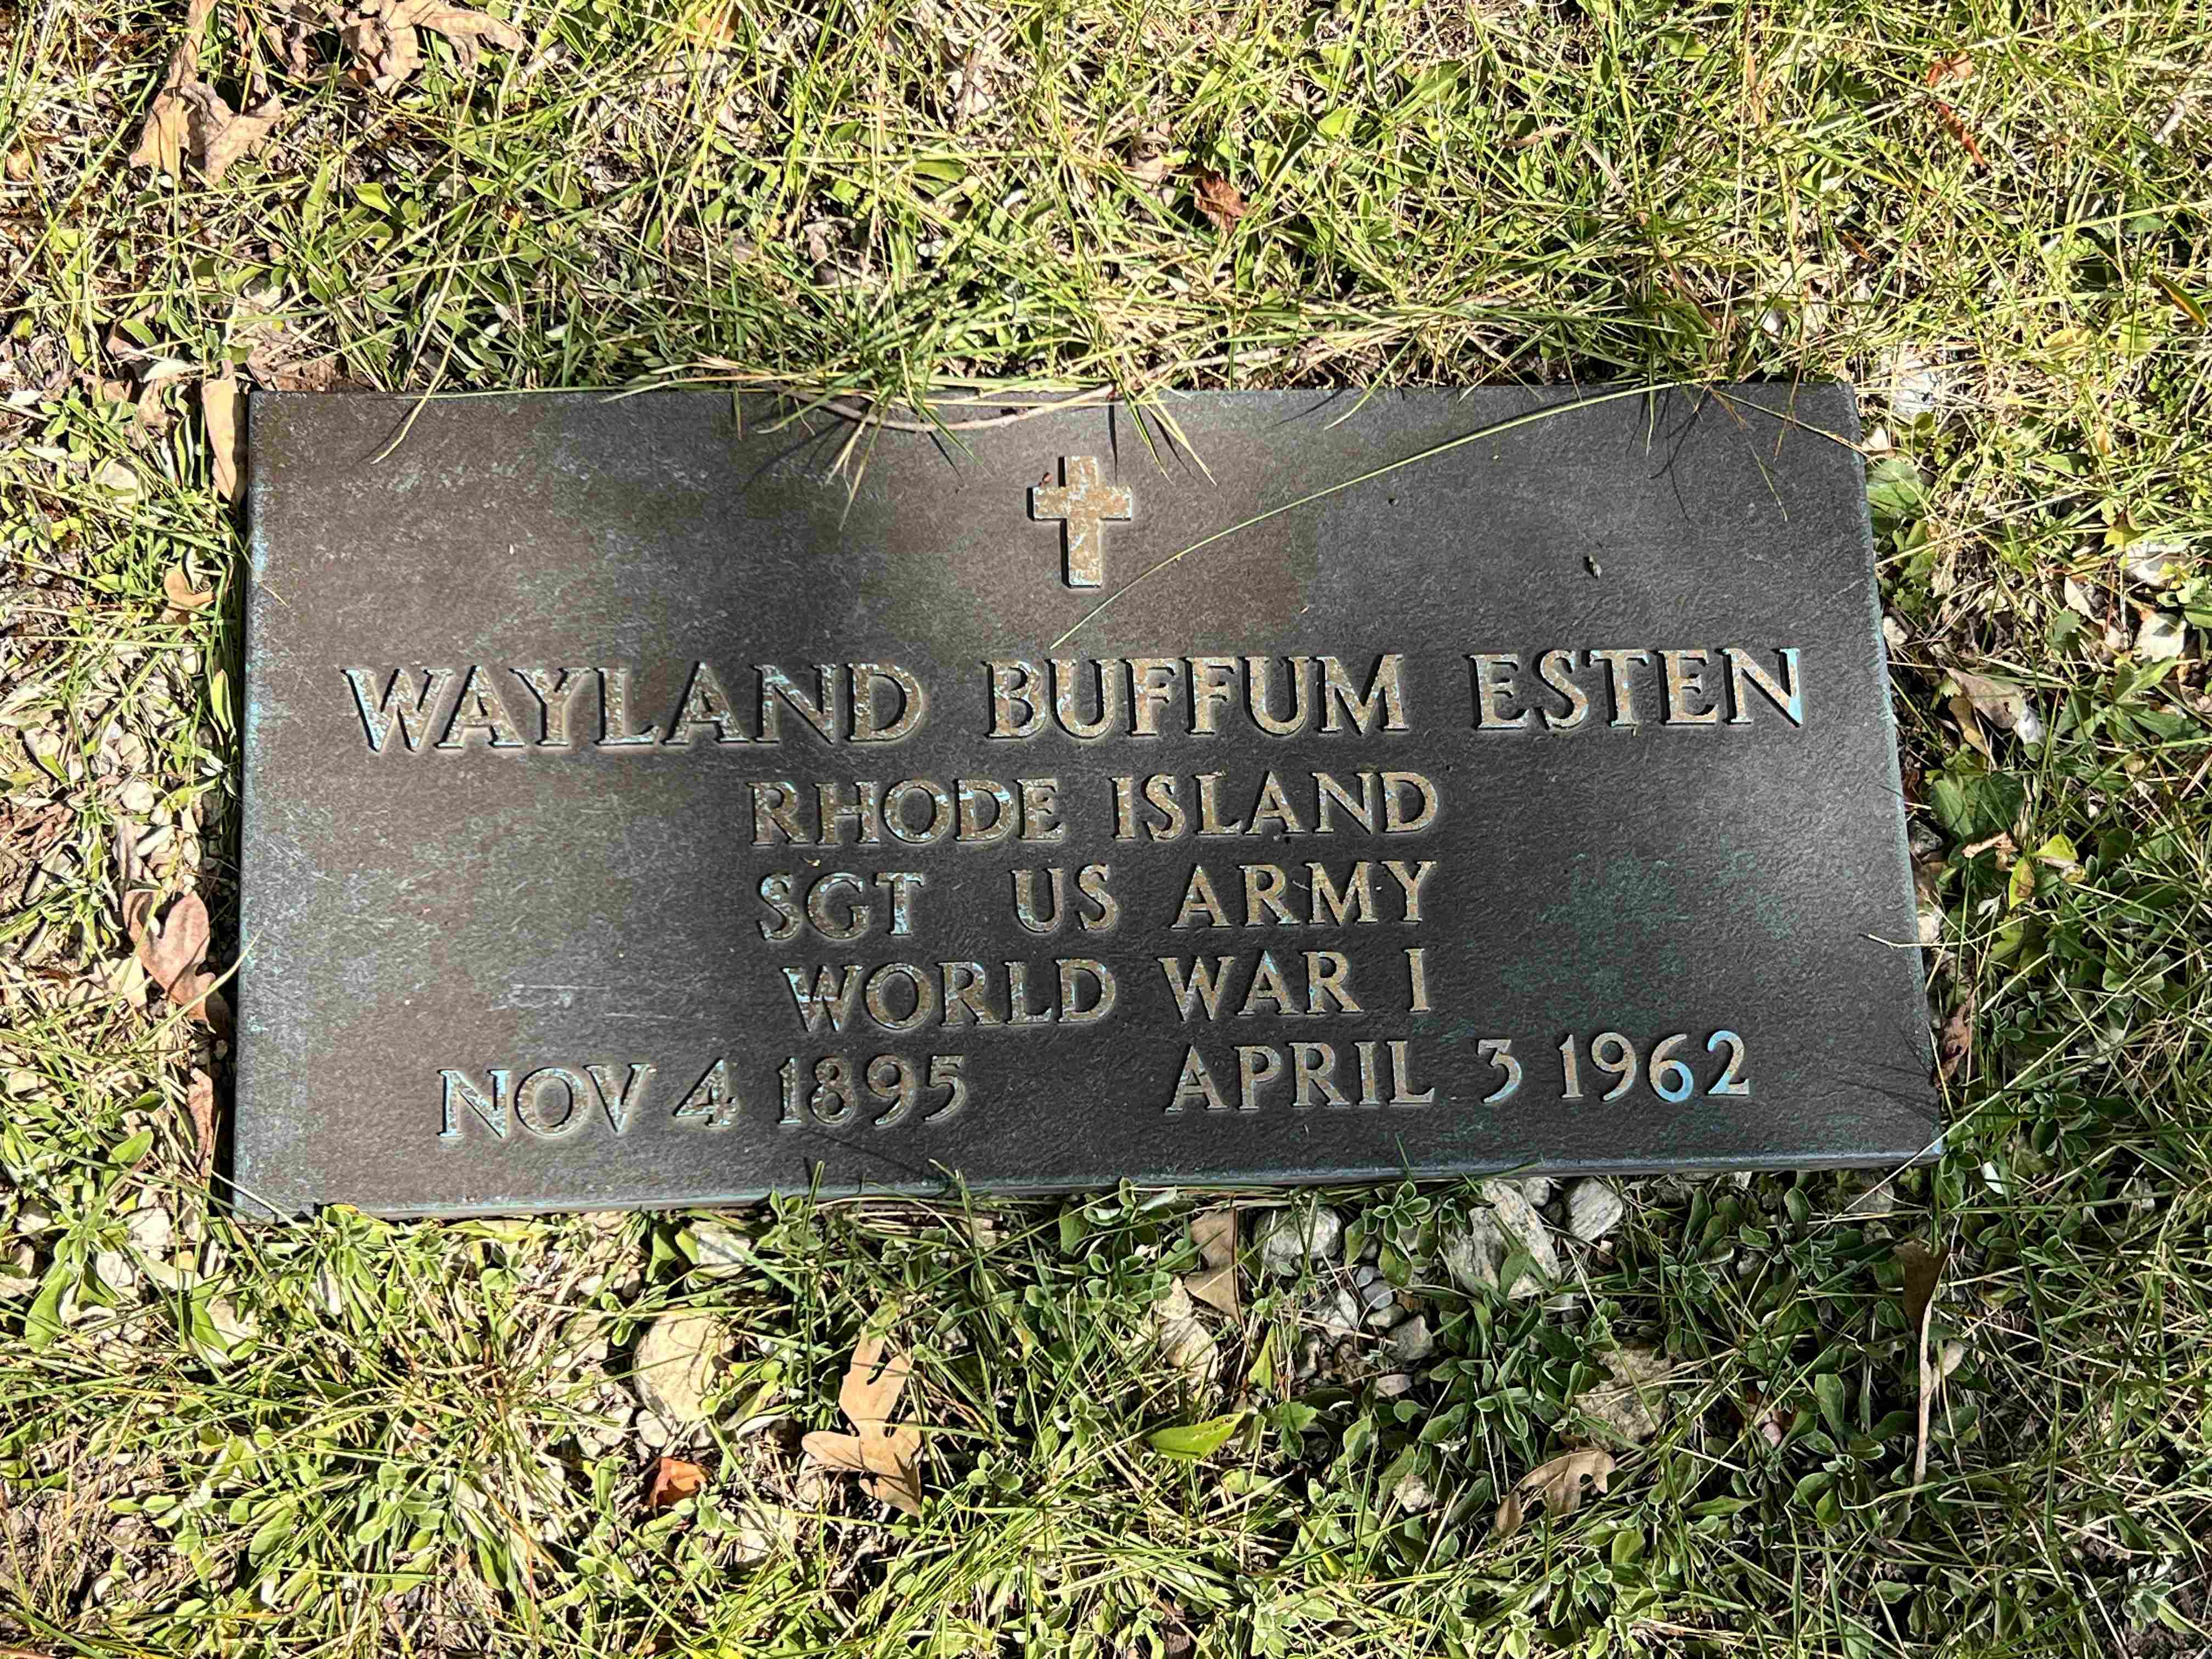 WAYLAND BUFFUM ESTEN
RHODE ISLAND
SGT US ARMY
WORLD WAR I
NOV 4 1895 APRIL 3 1962